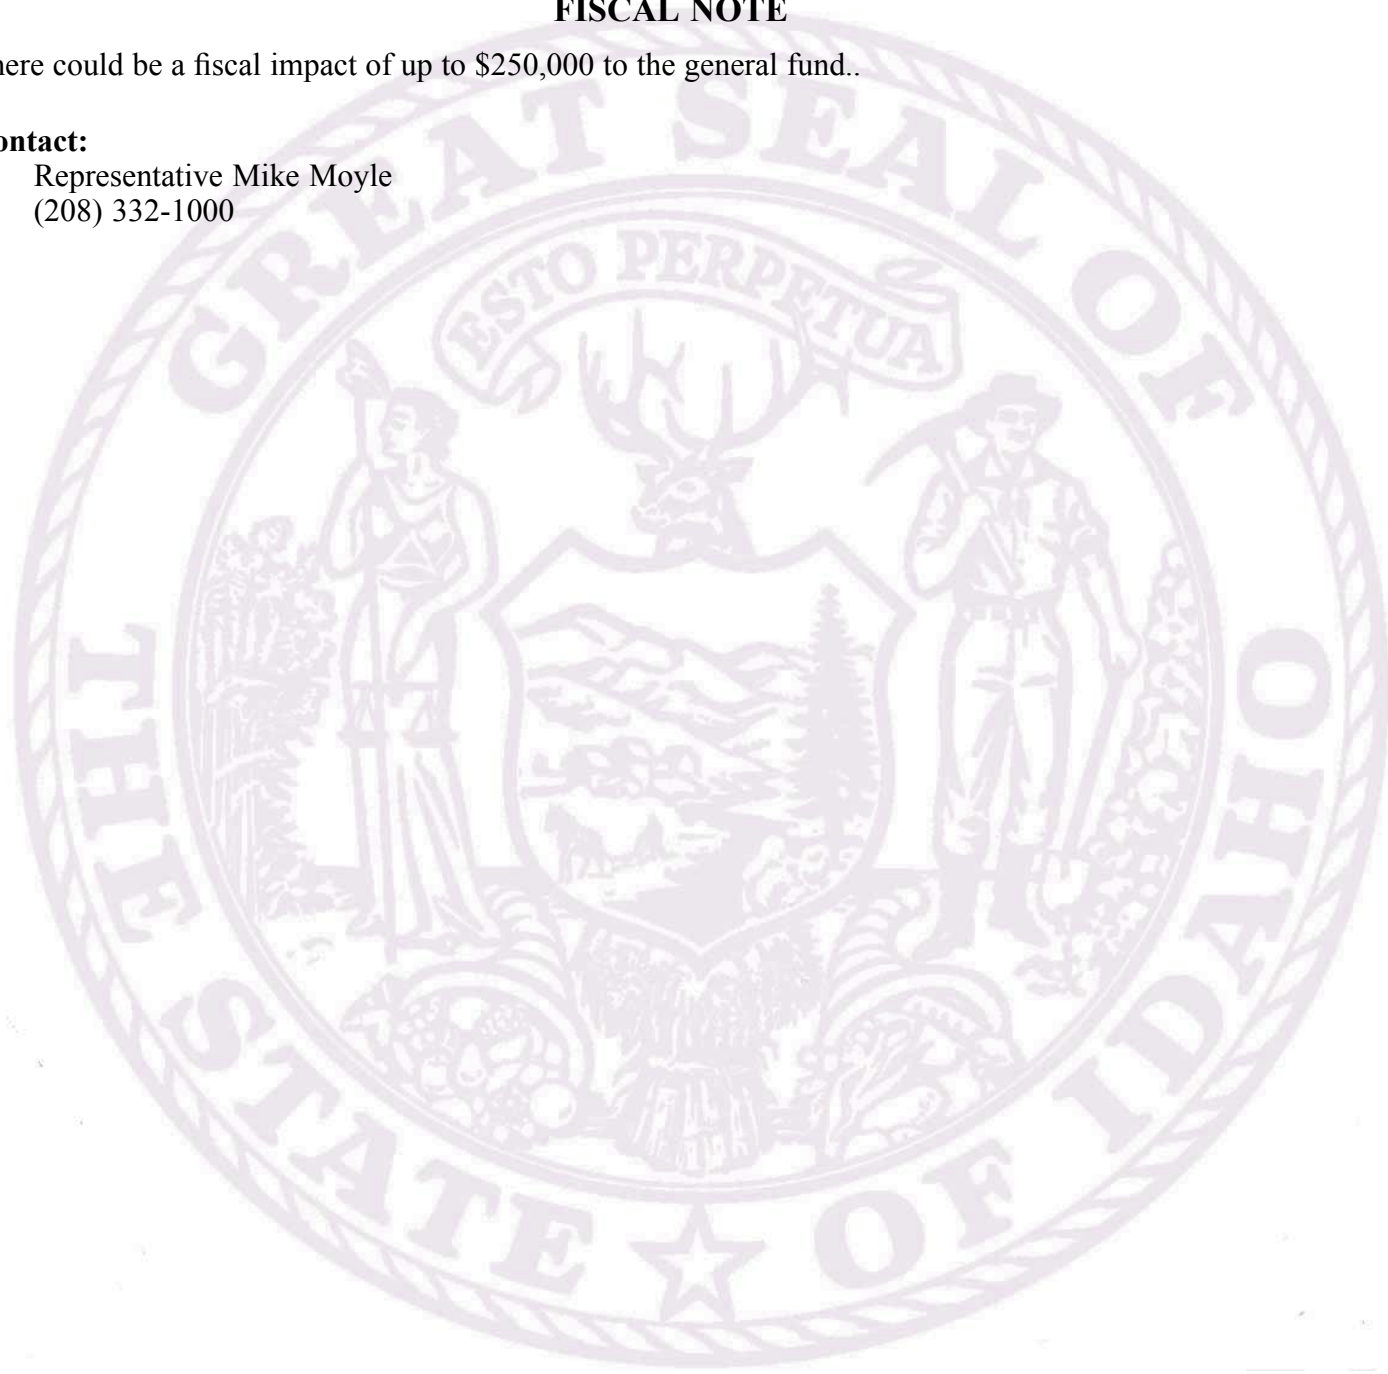 FISCAL NOTE
here could be a fiscal impact of up to $250,000 to the general fund..
ontact:
Representative Mike Moyle
(208) 332-1000
GREAT SEAL OF
ESTO PERPETUA
THE STATE ☆ OF IDAHO